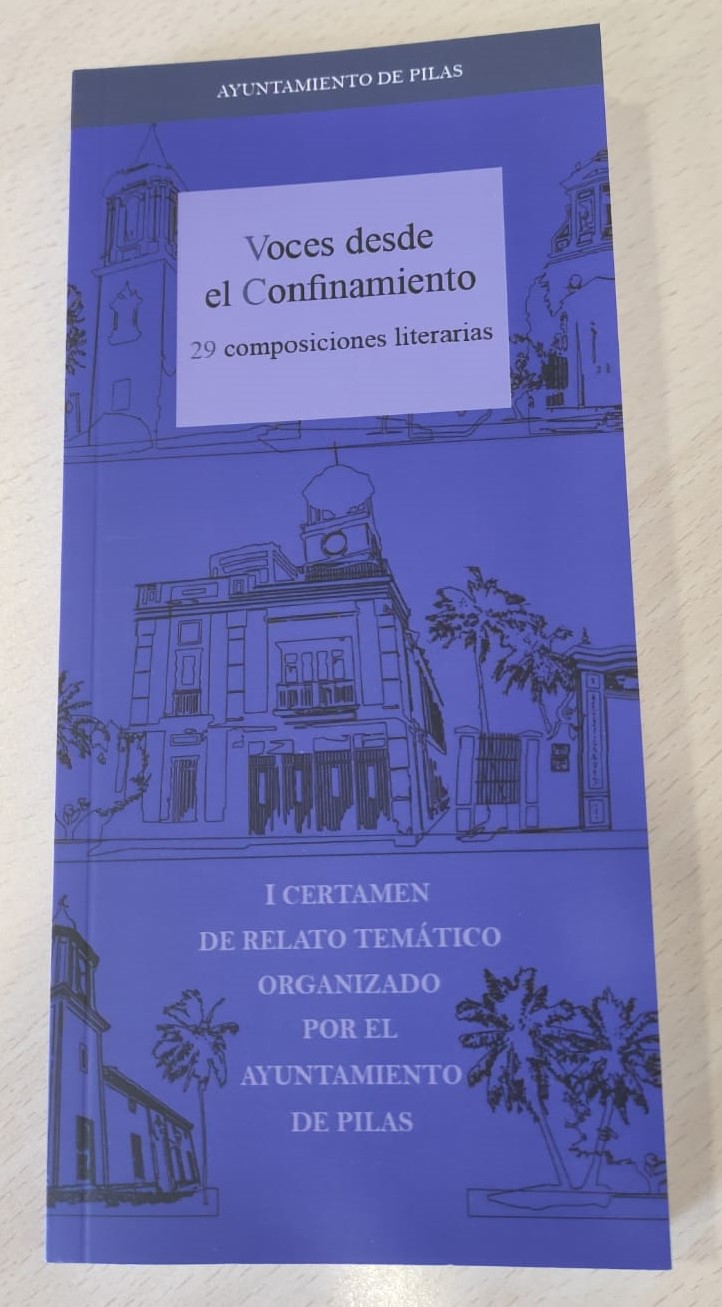 AYUNTAMIENTO DE PILAS
Voces desde
el Confinamiento
29 composiciones literarias
I CERTAMEN
DE RELATO TEMÁTICO
ORGANIZADO
POR EL
AYUNTAMIENTO
DE PILAS